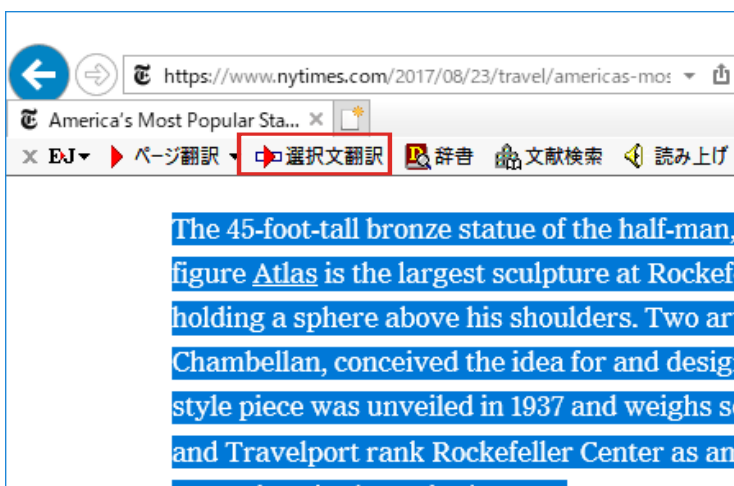 https://www.nytimes.com/2017/08/23/travel/americas-mos
America's Most Popular Sta...
EJ ページ翻訳 選択文翻訳 辞書 文献検索 読み上げ
The 45-foot-tall bronze statue of the half-man,
figure Atlas is the largest sculpture at
holding a sphere above his shoulders. Two
Chambellan, conceived the idea for and
style piece was unveiled in 1937 and weighs
and Travelport rank Rockefeller Center as